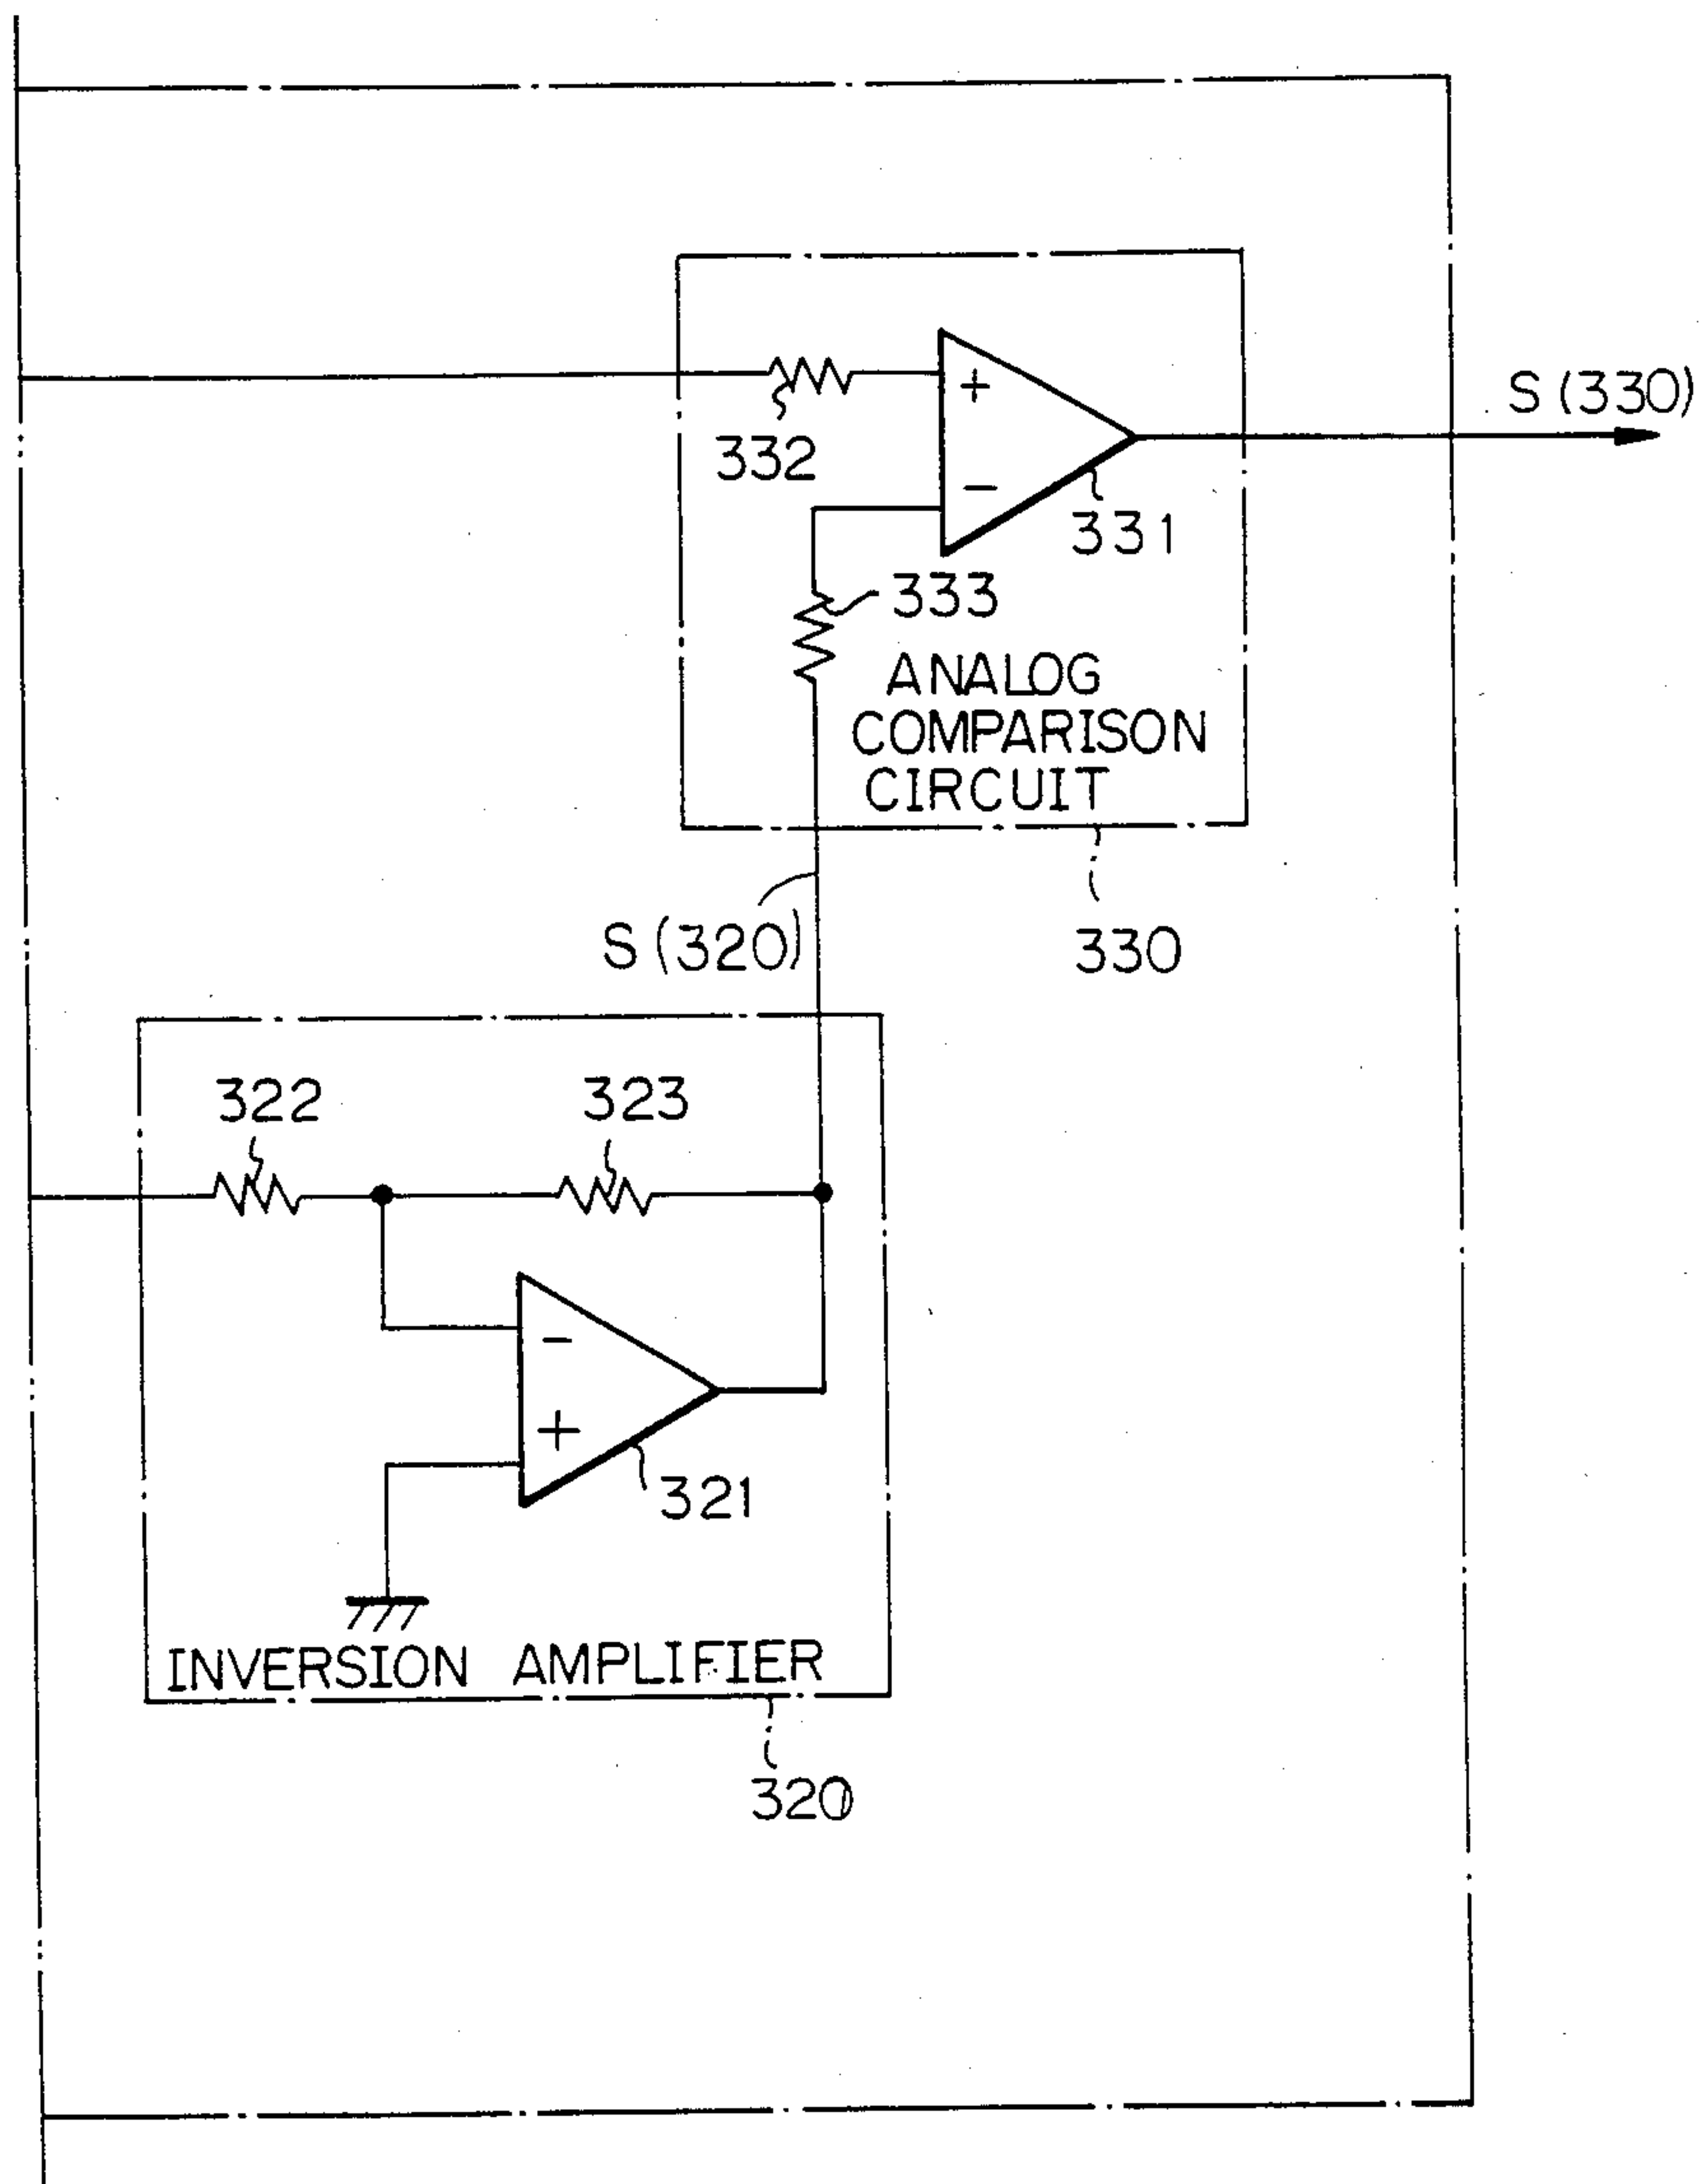 S (330)
+
332
−
331
333
ANALOG
COMPARISON
CIRCUIT
S (320)
330
322
323
−
+
321
INVERSION AMPLIFIER
320